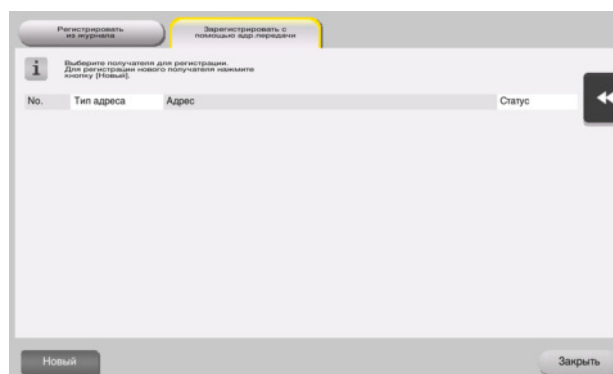 Регистрировать
из журнала
Зарегистрировать с
помощью адр.передачи
Выберите получателя для регистрации.
Для регистрации нового получателя нажмите
кнопку [Новый].
No. Тип адреса Адрес Статус
Новый Закрыть